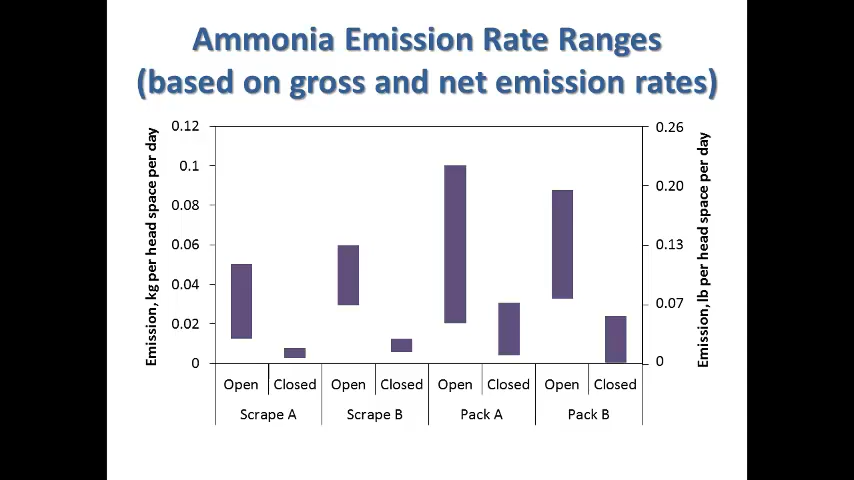 Ammonia Emission Rate Ranges
(based on gross and net emission rates)
Emission, kg per head space per day
0.12
0.1
0.08
0.06
0.04
0.02
0
0.26
0.20
0.13
0.07
0
Emission, lb per head space per day
Open Closed Open Closed Open Closed Open Closed
Scrape A Scrape B Pack A Pack B